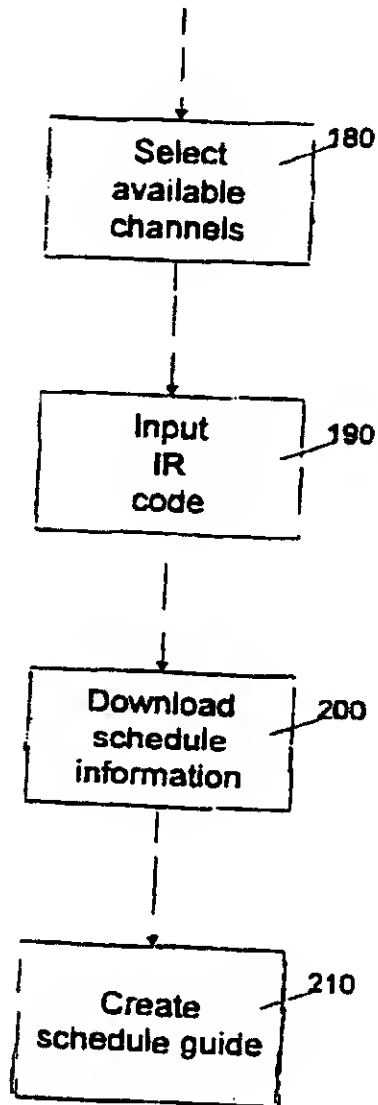 Select
available
channels
180
Input
IR
code
190
Download
schedule
information
200
Create
schedule guide
210